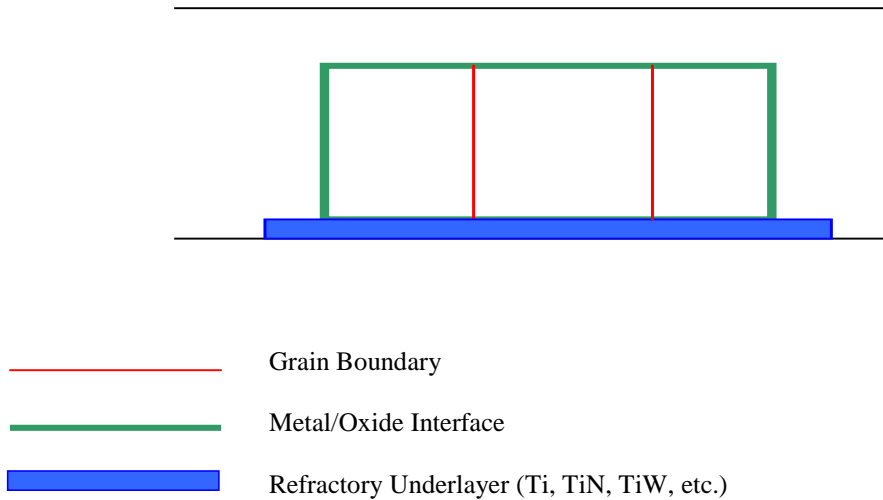 Grain Boundary
Metal/Oxide Interface
Refractory Underlayer (Ti, TiN, TiW, etc.)